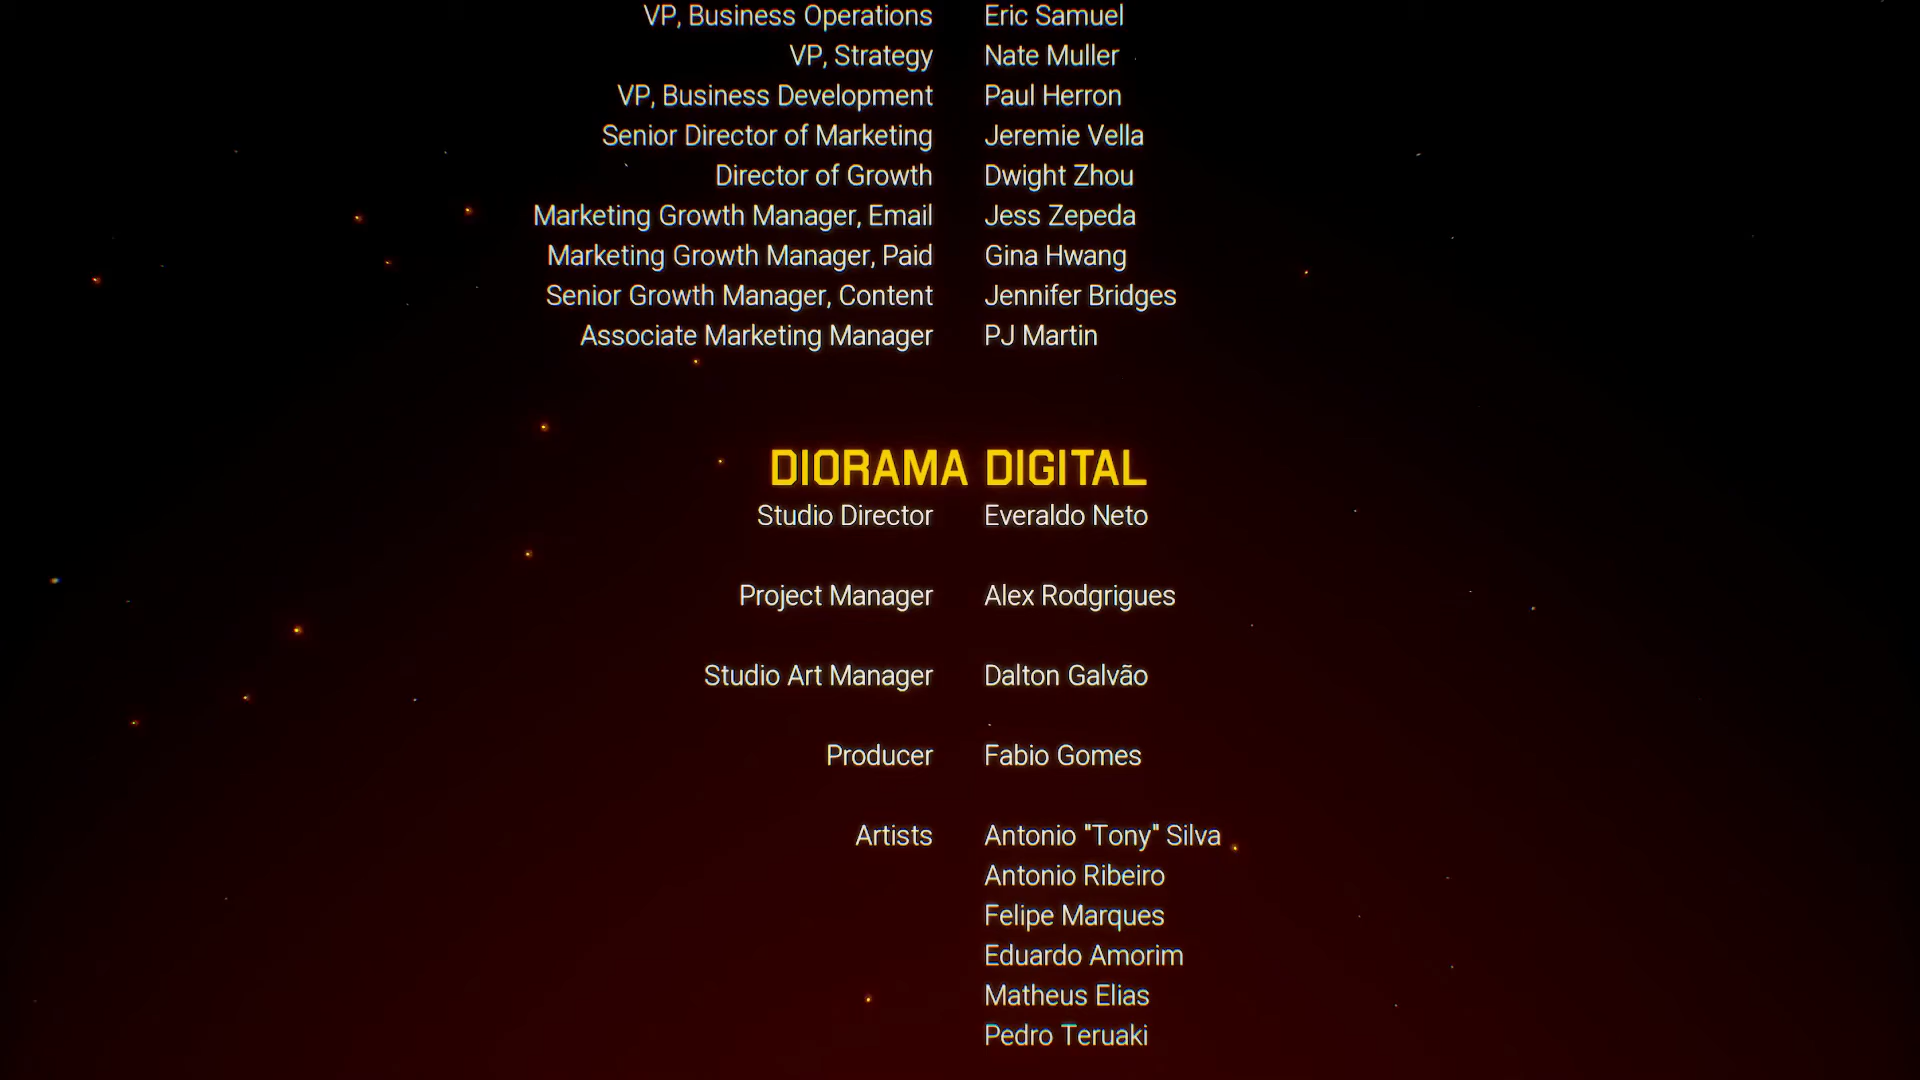 VP, Business Operations Eric Samuel
VP, Strategy Nate Muller
VP, Business Development Paul Herron
Senior Director of Marketing Jeremie Vella
Director of Growth Dwight Zhou
Marketing Growth Manager, Email Jess Zepeda
Marketing Growth Manager, Paid Gina Hwang
Senior Growth Manager, Content Jennifer Bridges
Associate Marketing Manager PJ Martin
DIORAMA DIGITAL
Studio Director Everaldo Neto
Project Manager Alex Rodgrigues
Studio Art Manager Dalton Galvão
Producer Fabio Gomes
Artists Antonio "Tony" Silva
Antonio Ribeiro
Felipe Marques
Eduardo Amorim
Matheus Elias
Pedro Teruaki